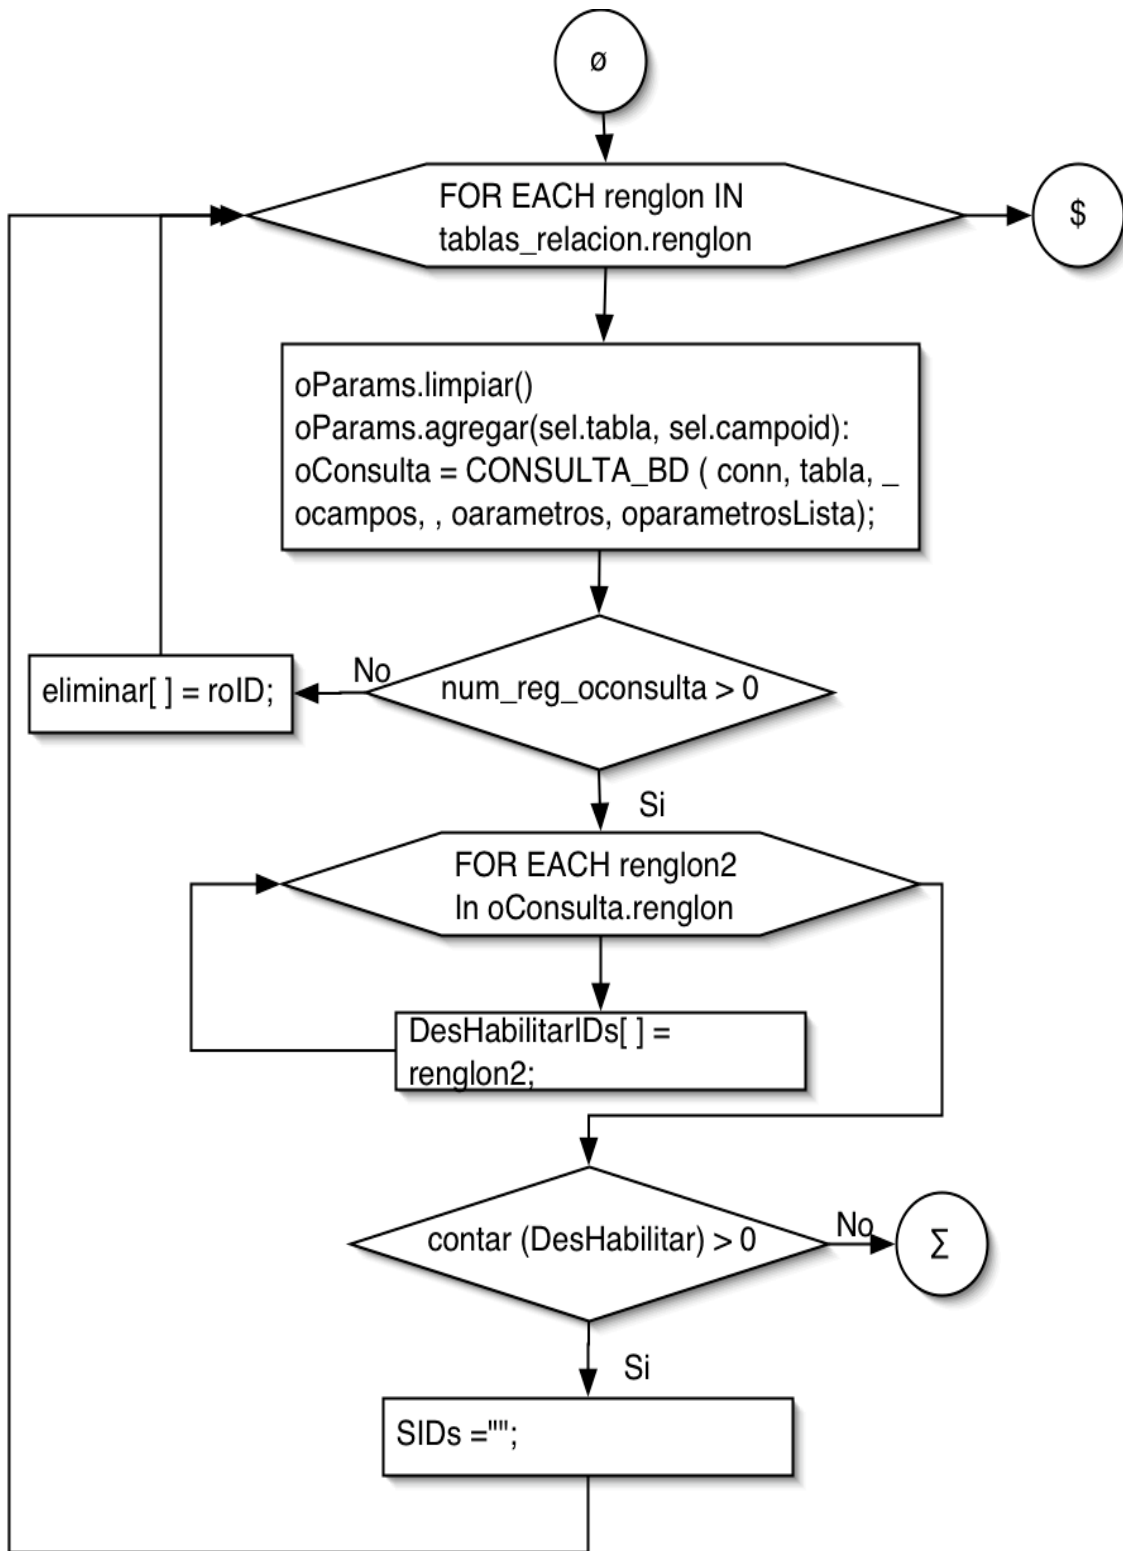 ø
FOR EACH renglon IN
tablas_relacion.renglon
$
oParams.limpiar()
oParams.agregar(sel.tabla, sel.campoid):
oConsulta = CONSULTA_BD ( conn, tabla, _
ocampos, , oarametros, oparametrosLista);
No
num_reg_oconsulta > 0
eliminar[ ] = roID;
Si
FOR EACH renglon2
In oConsulta.renglon
DesHabilitarIDs[ ] =
renglon2;
contar (DesHabilitar) > 0
No
Σ
Si
SIDs ="";